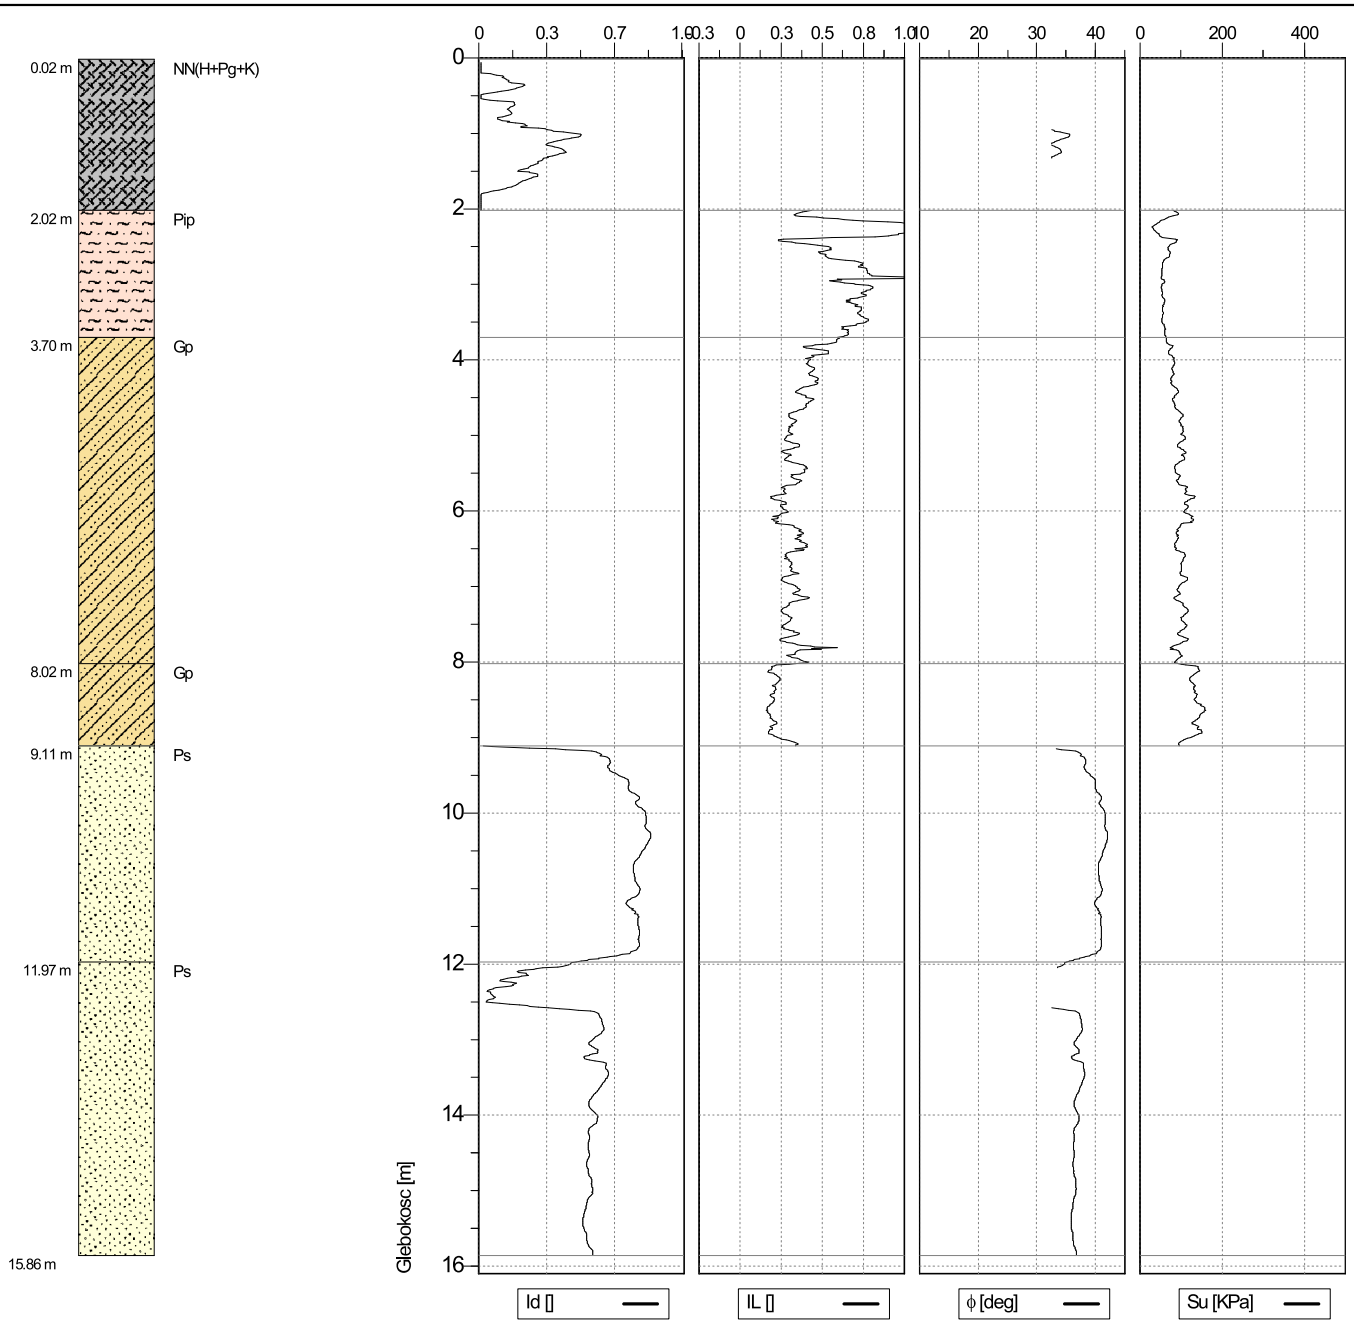 0 0.3 0.7 1.0 -0.3 0 0.3 0.5 0.8 1.0 10 20 30 40 0 200 400
0
0.02 m NN(H+Pg+K)
2
2.02 m Pip
3.70 m Gp
4
6
8
8.02 m Gp
9.11 m Ps
10
12
11.97 m Ps
14
Glebokosc [m]
15.86 m
16
Id [] IL [] ϕ [deg] Su [KPa]